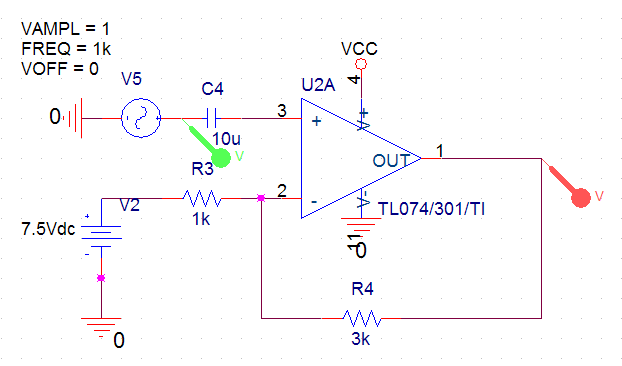 VAMPL = 1
FREQ = 1k
VOFF = 0
V5
C4
10u
0
VCC
4
U2A
3
+
V+
OUT
1
2
-
V-
TL074/301/TI
11
0
V
V
R3
1k
V2
+
7.5Vdc
-
0
R4
3k